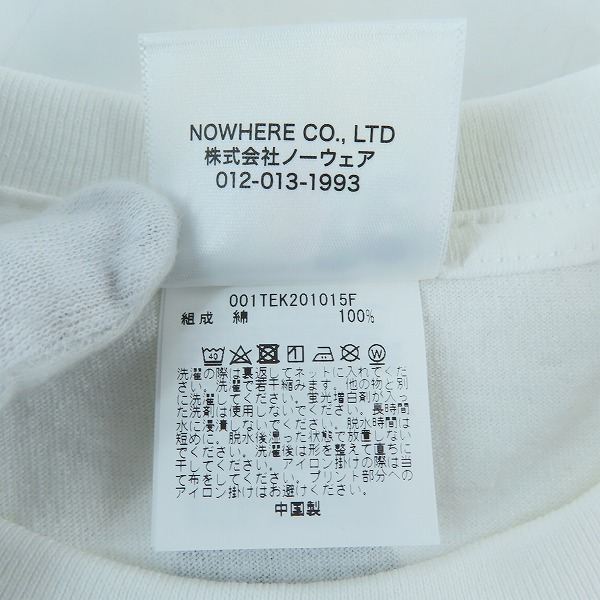 NOWHERE CO., LTD
株式会社ノーウェア
012-013-1993
001TEK201015F
組成 綿 100%
40 W
洗濯の際は裏返してネットに入れてくだ
さい。洗濯で若干縮みます。他の物と別
に洗濯してください。蛍光増白剤が入っ
た洗剤は使用しないでください。長時間
水に浸漬しないでください。脱水時間は
短めに。脱水後湿った状態で放置しない
でください。洗濯後は形を整えて直ちに
干してください。アイロン掛けの際は当
て布をしてください。プリント部分への
アイロン掛けはお避けください。
中国製